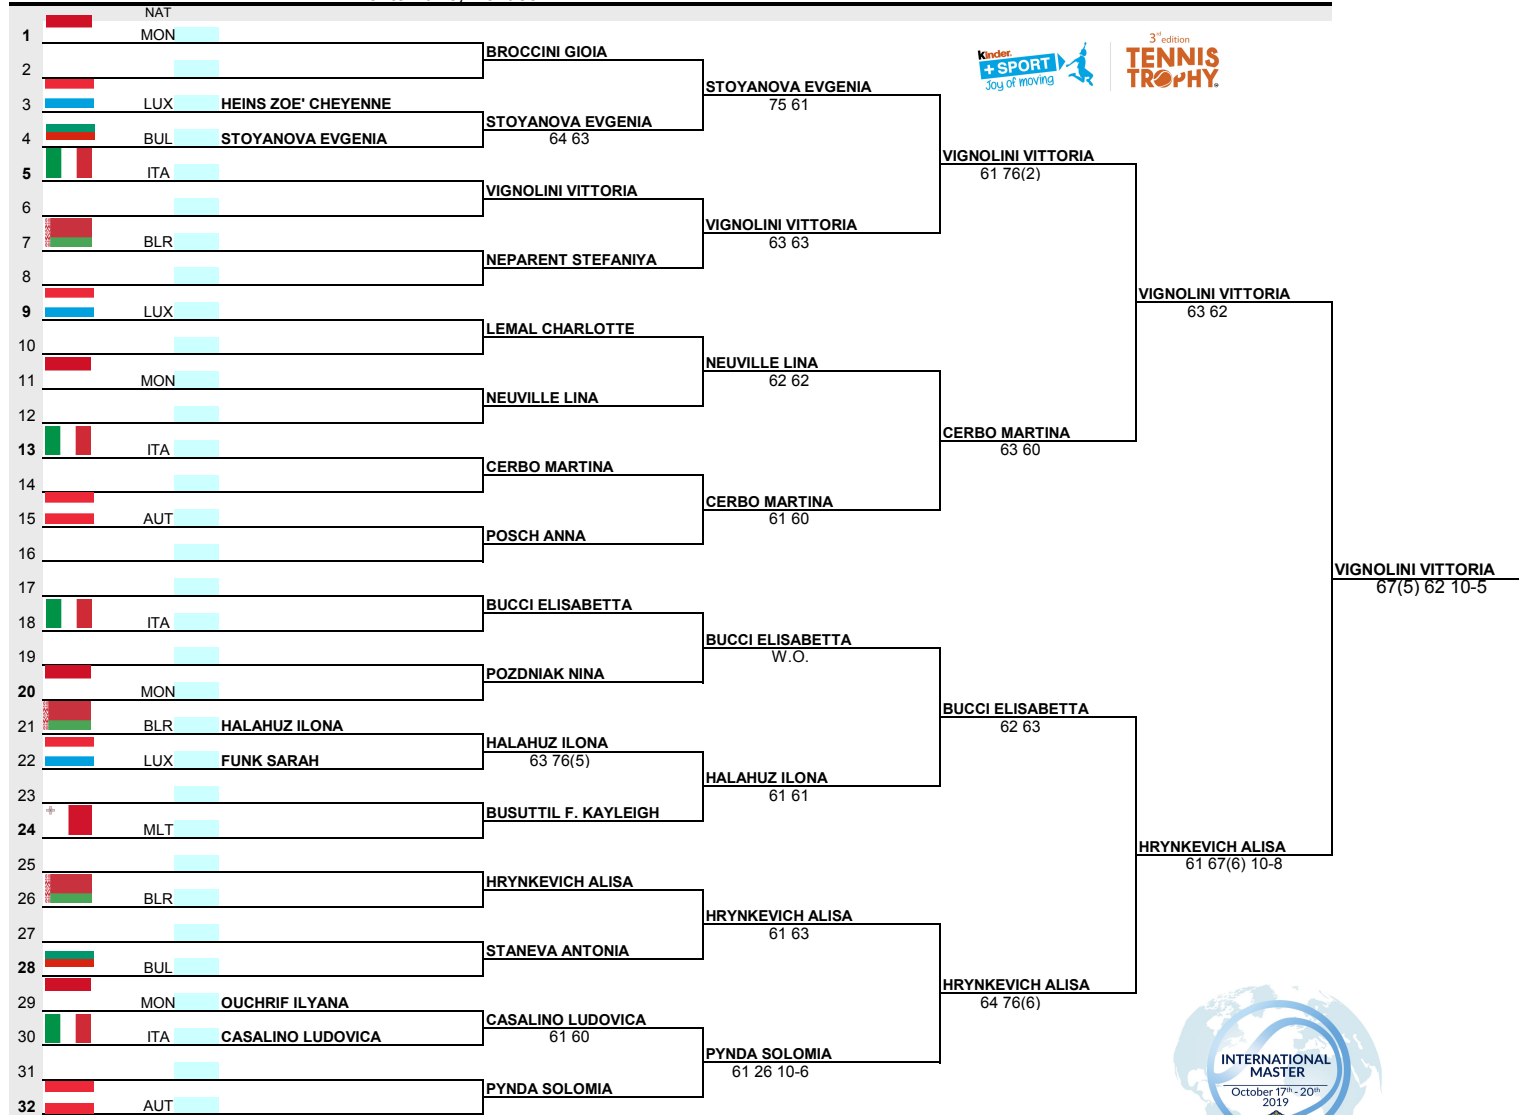 NAT
1 MON
BROCCINI GIOIA
kinder.
+ SPORT
Joy of moving
3rd edition
TENNIS
TROPHY
2
STOYANOVA EVGENIA
75 61
3 LUX HEINS ZOE' CHEYENNE
STOYANOVA EVGENIA
64 63
4 BUL STOYANOVA EVGENIA
VIGNOLINI VITTORIA
61 76(2)
5 ITA
VIGNOLINI VITTORIA
6
VIGNOLINI VITTORIA
63 63
7 BLR
NEPARENT STEFANIYA
8
VIGNOLINI VITTORIA
63 62
9 LUX
LEMAL CHARLOTTE
10
NEUVILLE LINA
62 62
11 MON
NEUVILLE LINA
12
CERBO MARTINA
63 60
13 ITA
CERBO MARTINA
14
CERBO MARTINA
61 60
15 AUT
POSCH ANNA
16
VIGNOLINI VITTORIA
67(5) 62 10-5
17
BUCCI ELISABETTA
18 ITA
BUCCI ELISABETTA
W.O.
19
POZDNIAK NINA
20 MON
BUCCI ELISABETTA
62 63
21 BLR HALAHUZ ILONA
HALAHUZ ILONA
63 76(5)
22 LUX FUNK SARAH
HALAHUZ ILONA
61 61
23
BUSUTTIL F. KAYLEIGH
24 MLT
HRYNKEVICH ALISA
61 67(6) 10-8
25
HRYNKEVICH ALISA
26 BLR
HRYNKEVICH ALISA
61 63
27
STANEVA ANTONIA
28 BUL
HRYNKEVICH ALISA
64 76(6)
29 MON OUCHRIF ILYANA
CASALINO LUDOVICA
61 60
30 ITA CASALINO LUDOVICA
PYNDA SOLOMIA
61 26 10-6
31
PYNDA SOLOMIA
32 AUT
INTERNATIONAL
MASTER
October 17th - 20th
2019